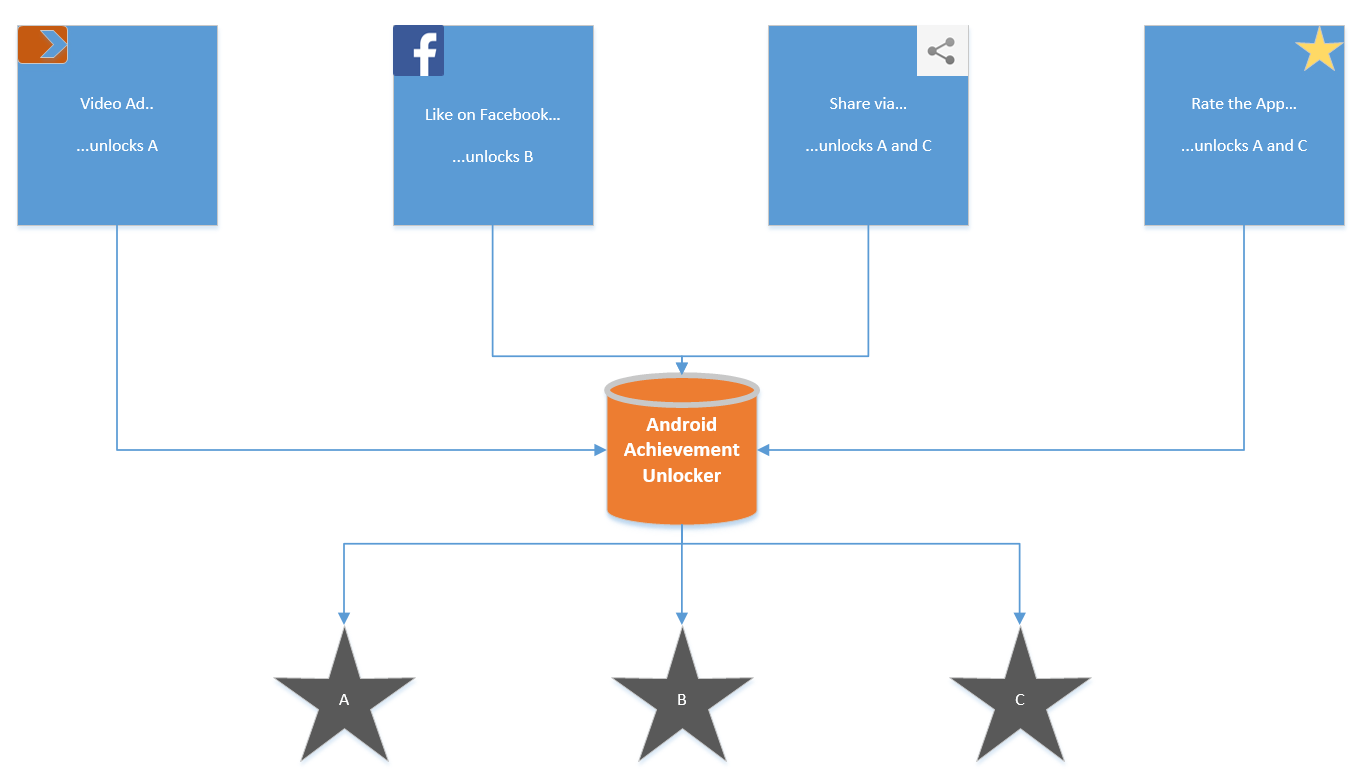 Video Ad..
...unlocks A
Like on Facebook...
...unlocks B
Share via...
...unlocks A and C
Rate the App...
...unlocks A and C
Android
Achievement
Unlocker
A
B
C